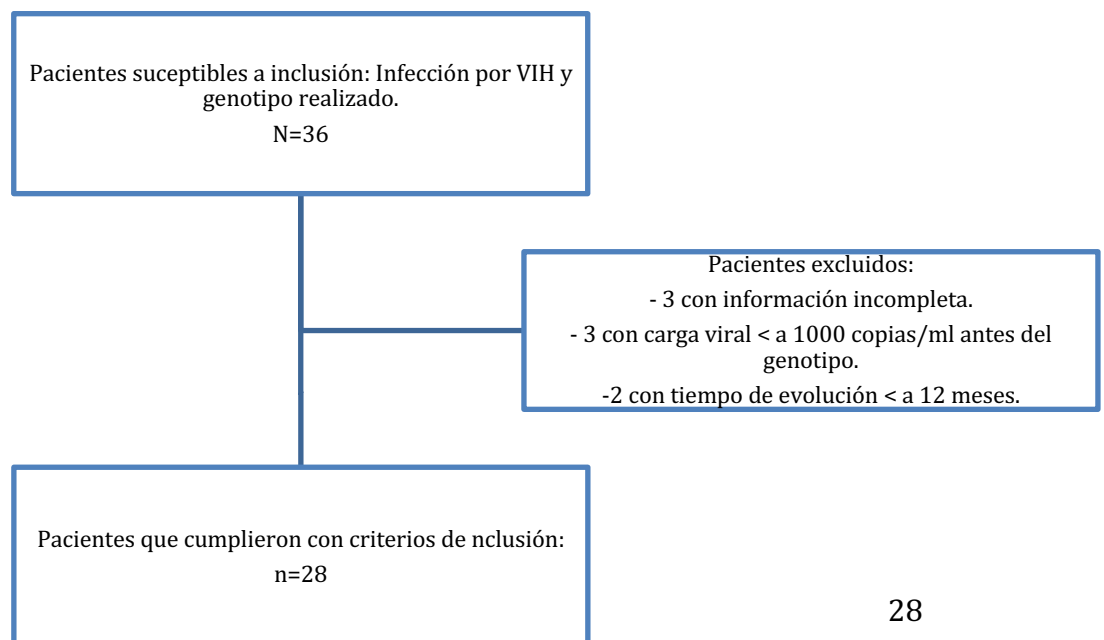 Pacientes suceptibles a inclusión: Infección por VIH y
genotipo realizado.
N=36
Pacientes excluidos:
- 3 con información incompleta.
- 3 con carga viral < a 1000 copias/ml antes del
genotipo.
-2 con tiempo de evolución < a 12 meses.
Pacientes que cumplieron con criterios de nclusión:
n=28
28